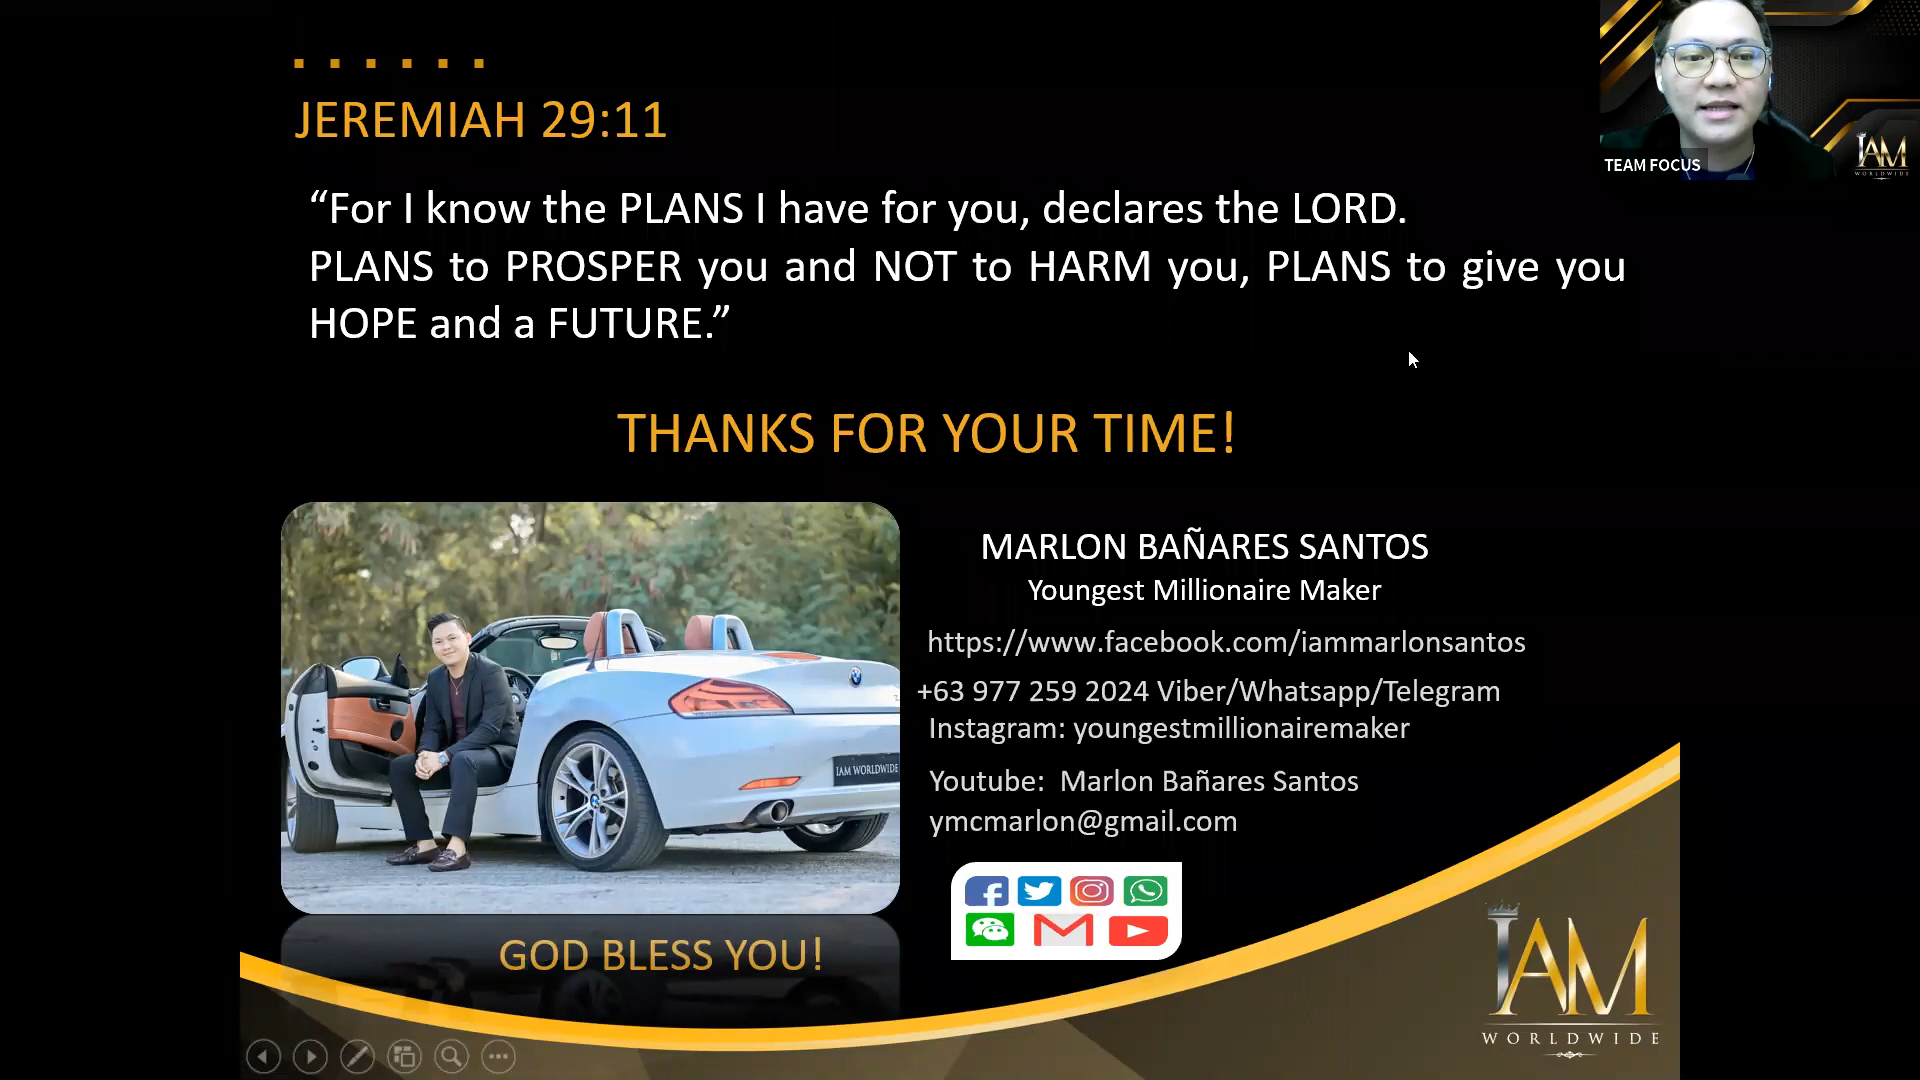 JEREMIAH 29:11
“For I know the PLANS I have for you, declares the LORD.
PLANS to PROSPER you and NOT to HARM you, PLANS to give you
HOPE and a FUTURE.”
THANKS FOR YOUR TIME!
MARLON BAÑARES SANTOS
Youngest Millionaire Maker
https://www.facebook.com/iammarlonsantos
+63 977 259 2024 Viber/Whatsapp/Telegram
Instagram: youngestmillionairemaker
Youtube:  Marlon Bañares Santos
ymcmarlon@gmail.com
IAM WORLDWIDE
GOD BLESS YOU!
IAM
WORLDWIDE
TEAM FOCUS
IAM
WORLDWIDE